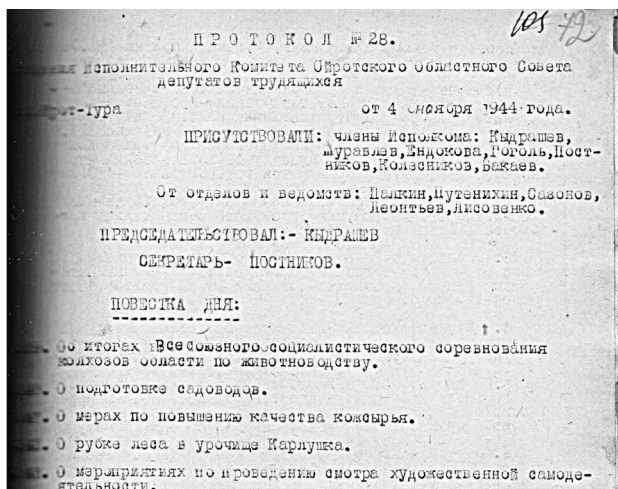 105 72
ПРОТОКОЛ № 28.
Исполнительного Комитета Ойротского Областного Совета
депутатов трудящихся
от 4 ноября 1944 года.
ПРИСУТСТВОВАЛИ: члены Исполкома: Кыдрашев,
Муравлев,Ендокова,Гоголь,Пост-
ников,Колесников,Бакаев.
От отделов и ведомств: Палкин,Путенихин,Сазонов,
Леонтьев,Лисовенко.
ПРЕДСЕДАТЕЛЬСТВОВАЛ:- КЫДРАШЕВ
СЕКРЕТАРЬ- ПОСТНИКОВ.
ПОВЕСТКА ДНЯ:
Об итогах Всесоюзного социалистического соревнования
колхозов области по животноводству.
О подготовке садоводов.
О мерах по повышению качества кожсырья.
О рубке леса в урочище Карлушка.
О мероприятиях по проведению смотра художественной самоде-
ятельности.